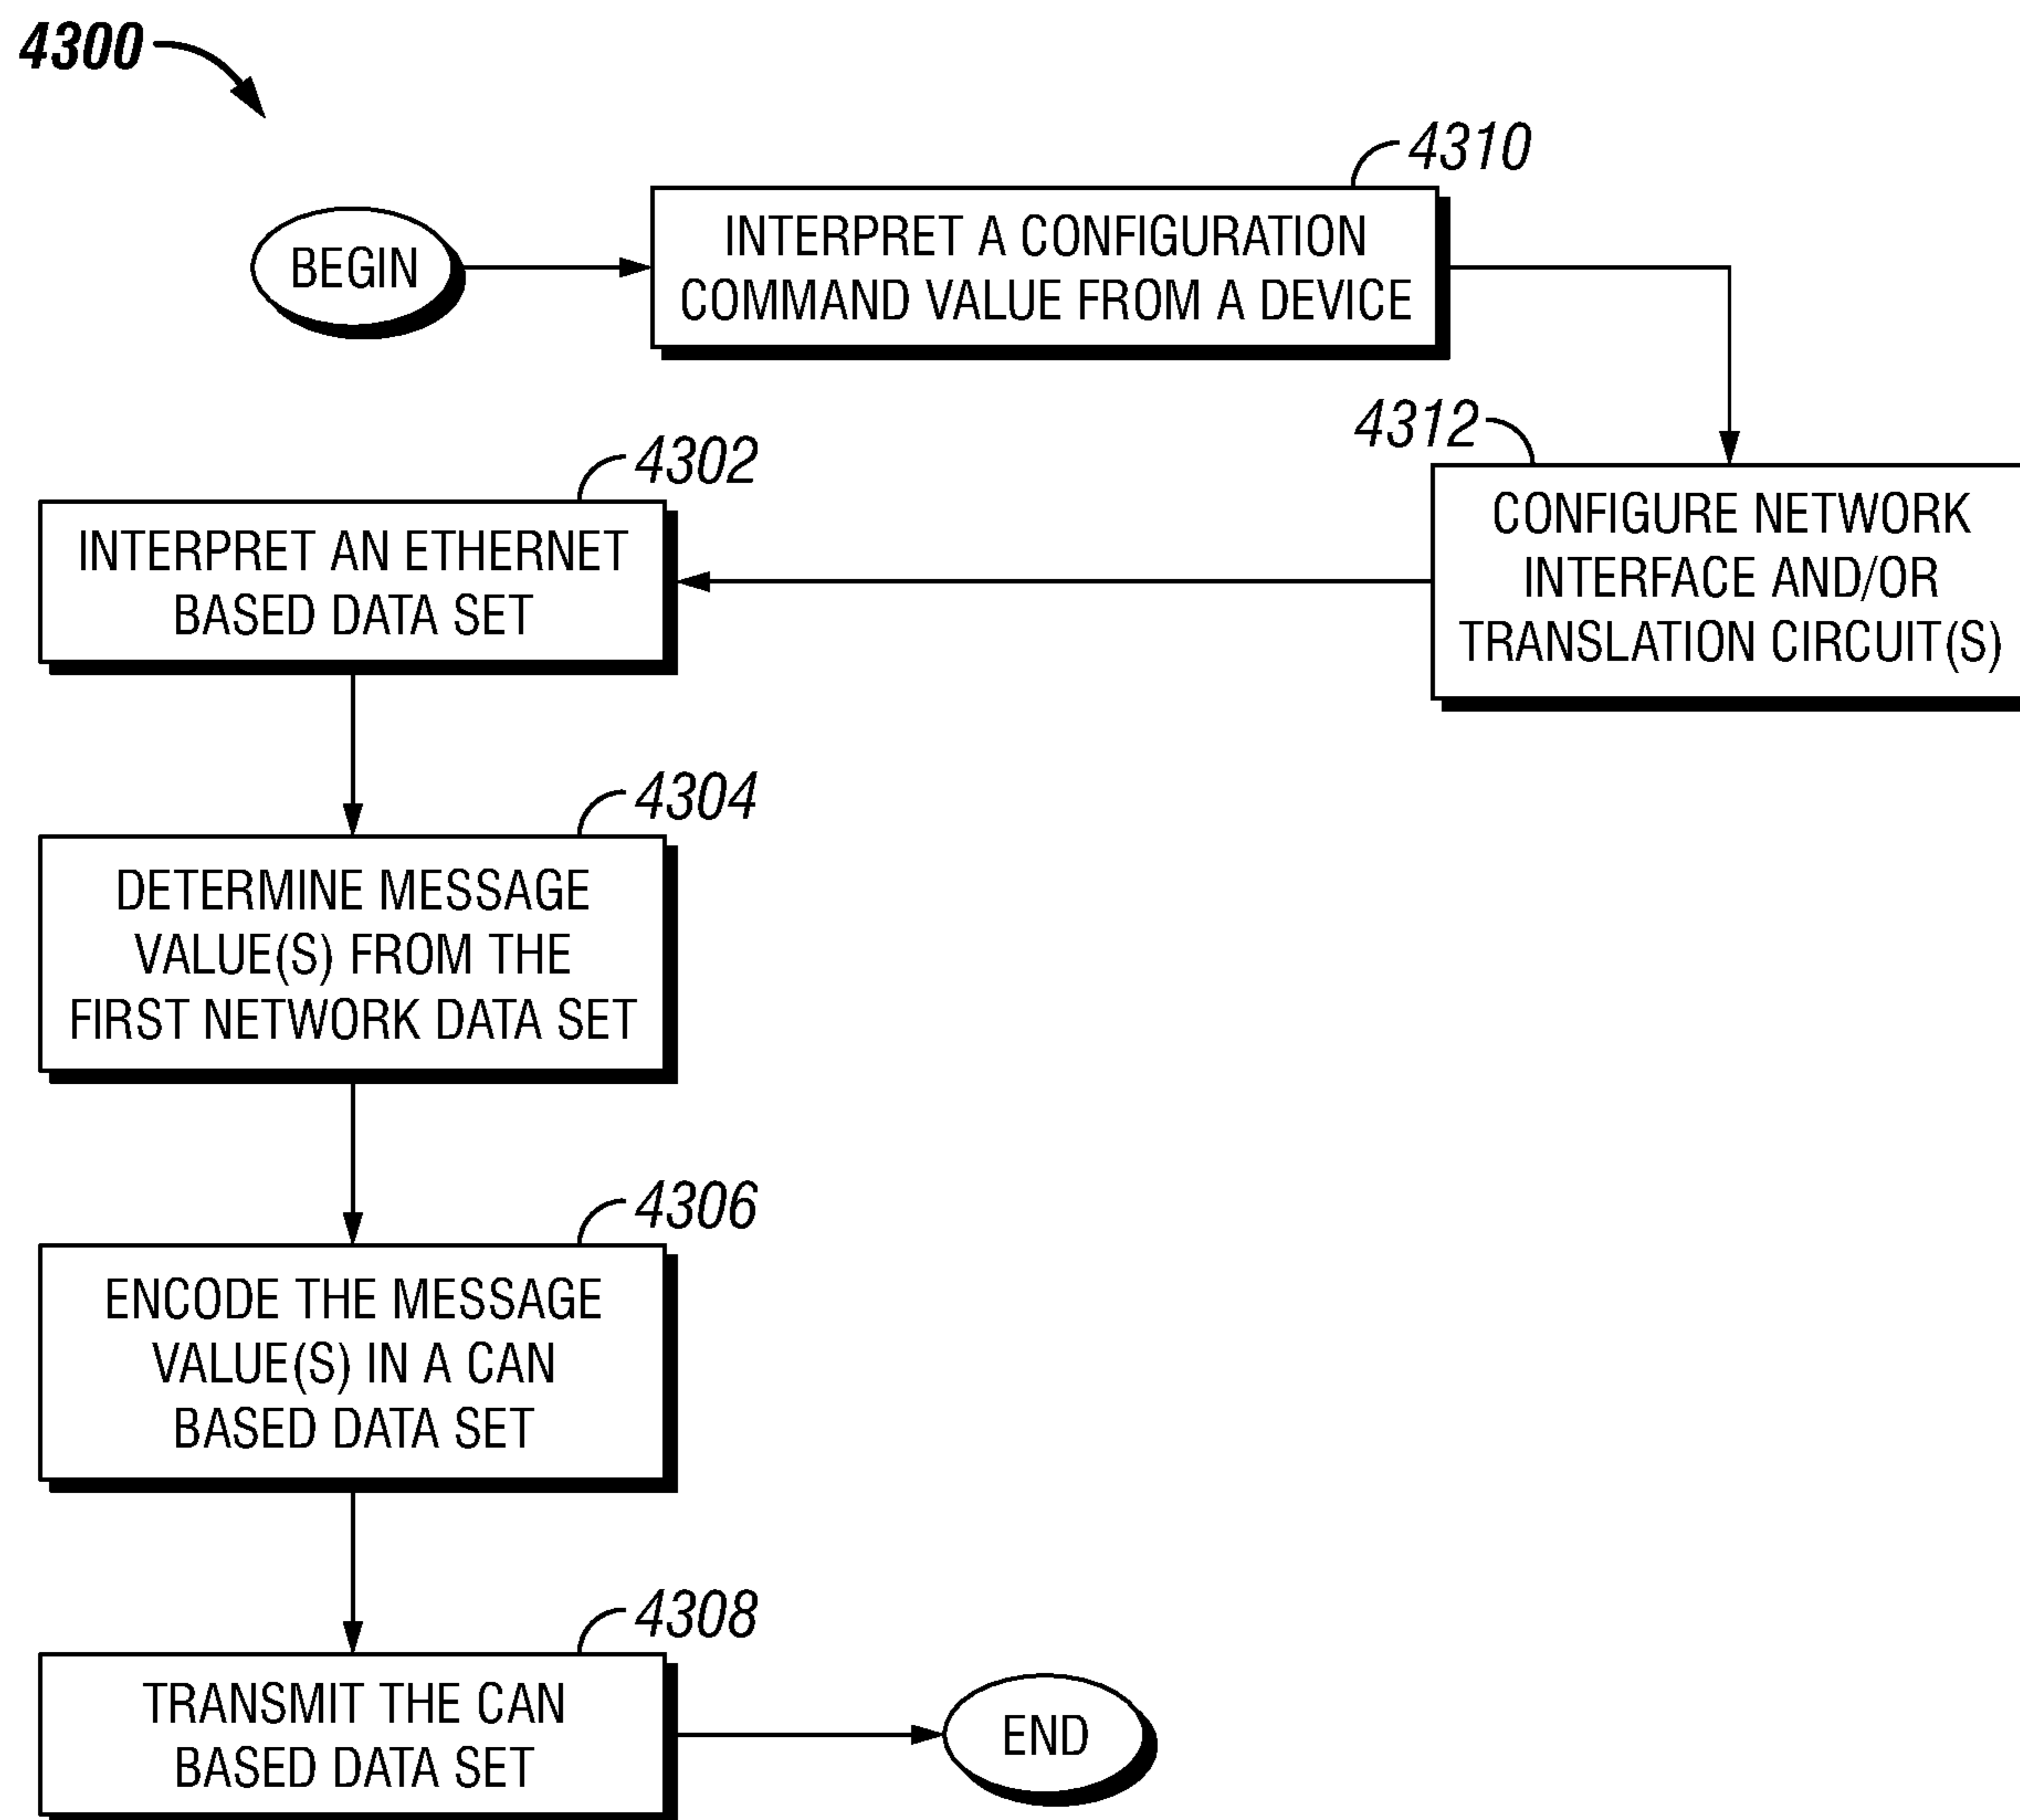 4300
4310
BEGIN
INTERPRET A CONFIGURATION
COMMAND VALUE FROM A DEVICE
4312
CONFIGURE NETWORK
INTERFACE AND/OR
TRANSLATION CIRCUIT(S)
4302
INTERPRET AN ETHERNET
BASED DATA SET
4304
DETERMINE MESSAGE
VALUE(S) FROM THE
FIRST NETWORK DATA SET
4306
ENCODE THE MESSAGE
VALUE(S) IN A CAN
BASED DATA SET
4308
TRANSMIT THE CAN
BASED DATA SET
END